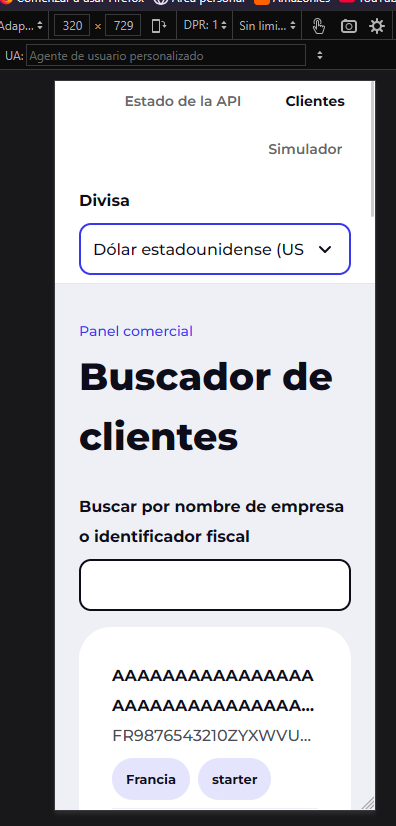 Comenzar a usar Firefox Área personal Amazonies YouTub
Adap... 320 × 729 DPR: 1 Sin limi...
UA: Agente de usuario personalizado
Estado de la API Clientes
Simulador
Divisa
Dólar estadounidense (US
Panel comercial
Buscador de
clientes
Buscar por nombre de empresa
o identificador fiscal
AAAAAAAAAAAAAAAA
AAAAAAAAAAAAAAA...
FR9876543210ZYXWVU...
Francia starter